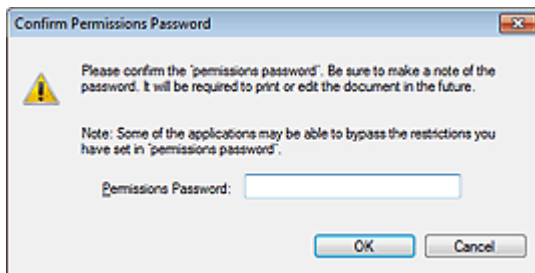 Confirm Permissions Password
Please confirm the "permissions password". Be sure to make a note of the
password. It will be required to print or edit the document in the future.
Note: Some of the applications may be able to bypass the restrictions you
have set in "permissions password".
Permissions Password:
OK Cancel